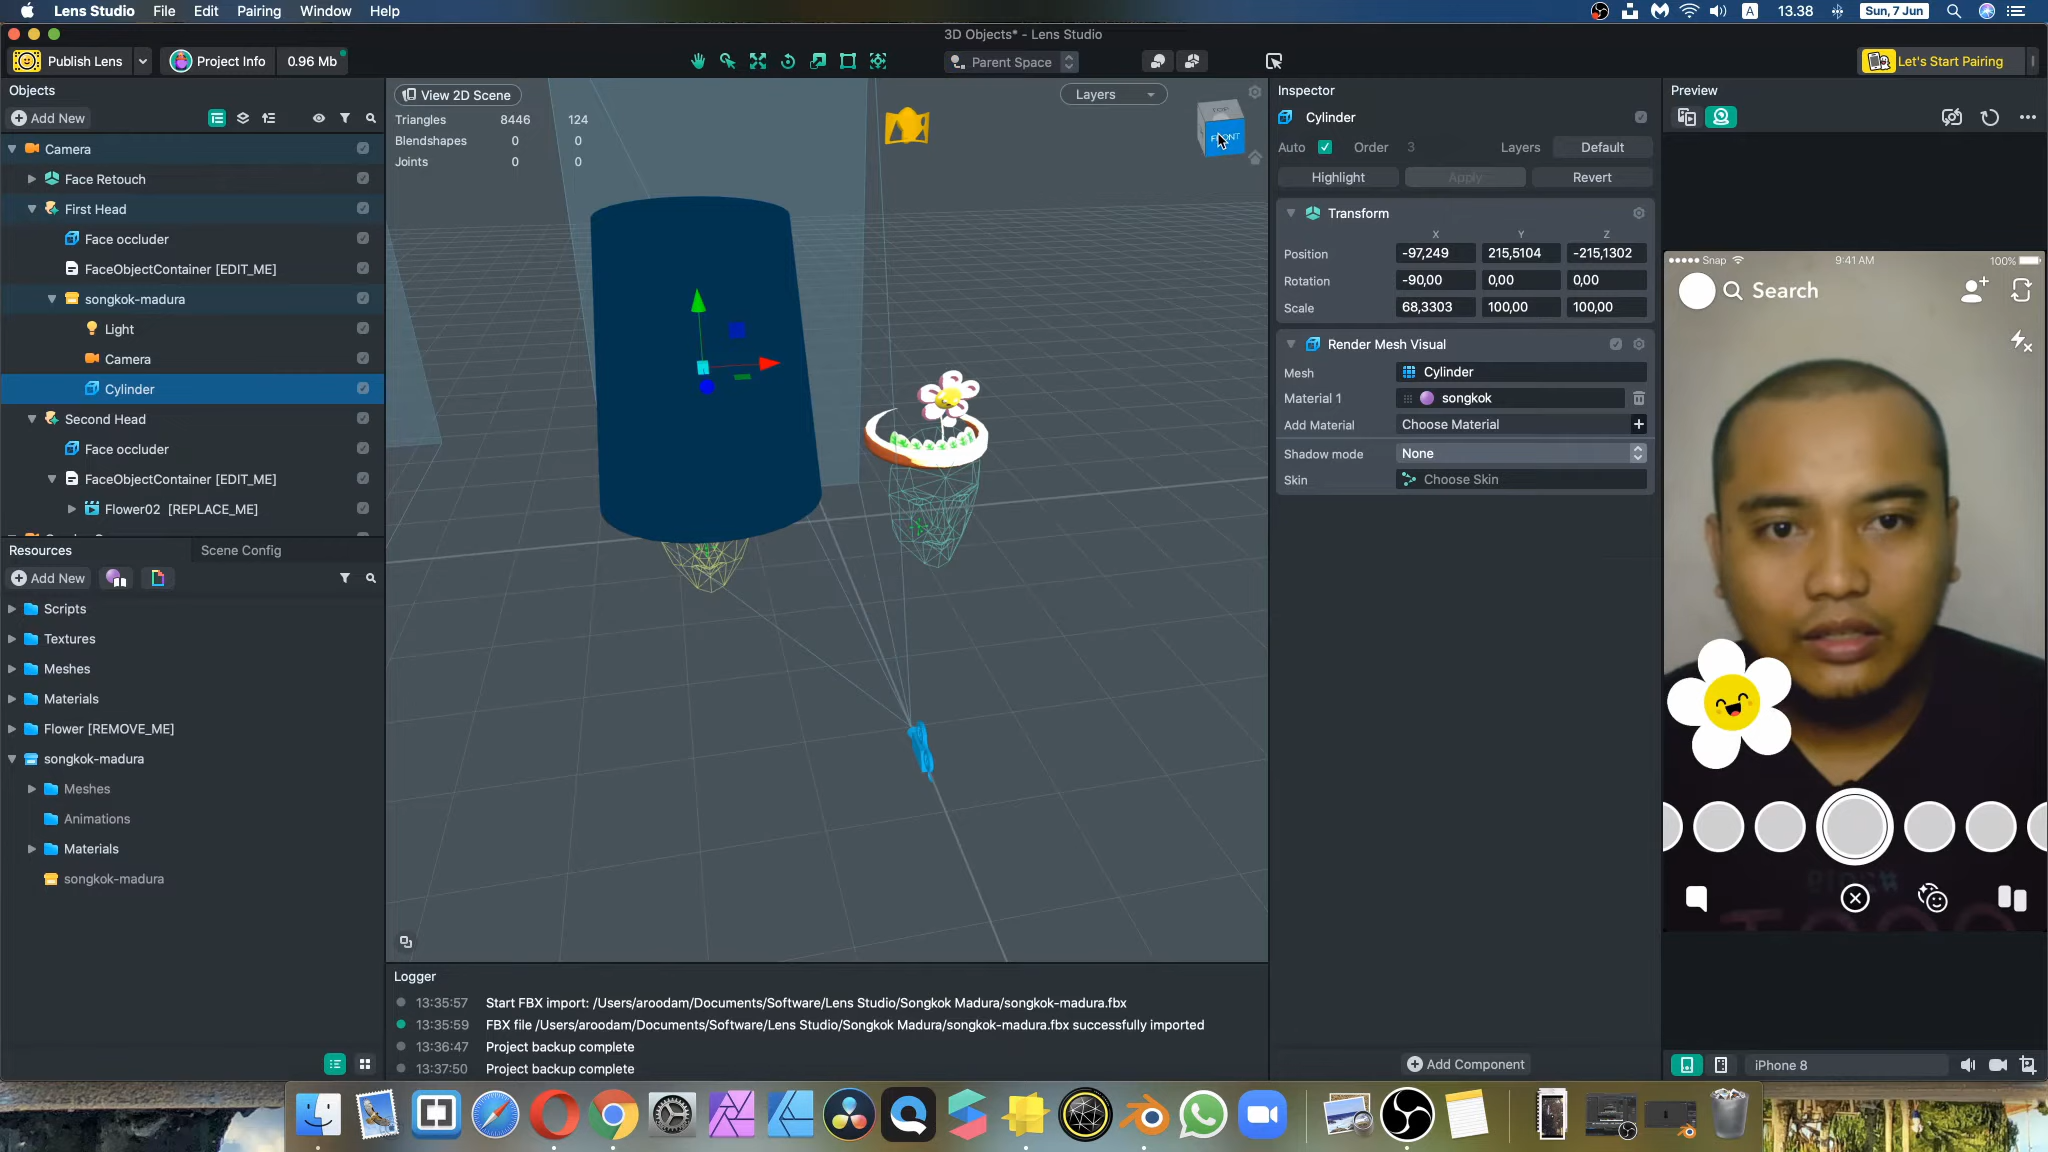 Lens Studio File Edit Pairing Window Help
A 13.38 Sun, 7 Jun
3D Objects* - Lens Studio
Publish Lens Project Info 0.96 Mb
Parent Space
Let's Start Pairing
Objects
Add New
Camera
Face Retouch
First Head
Face occluder
FaceObjectContainer [EDIT_ME]
songkok-madura
Light
Camera
Cylinder
Second Head
Face occluder
FaceObjectContainer [EDIT_ME]
Flower02 [REPLACE_ME]
Resources Scene Config
Add New
Scripts
Textures
Meshes
Materials
Flower [REMOVE_ME]
songkok-madura
Meshes
Animations
Materials
songkok-madura
View 2D Scene
Layers
Triangles 8446 124
Blendshapes 0 0
Joints 0 0
FRONT
Logger
13:35:57 Start FBX import: /Users/aroodam/Documents/Software/Lens Studio/Songkok Madura/songkok-madura.fbx
13:35:59 FBX file /Users/aroodam/Documents/Software/Lens Studio/Songkok Madura/songkok-madura.fbx successfully imported
13:36:47 Project backup complete
13:37:50 Project backup complete
Inspector
Cylinder
Auto Order 3 Layers Default
Highlight Apply Revert
Transform
X Y Z
Position -97,249 215,5104 -215,1302
Rotation -90,00 0,00 0,00
Scale 68,3303 100,00 100,00
Render Mesh Visual
Mesh Cylinder
Material 1 songkok
Add Material Choose Material
Shadow mode None
Skin Choose Skin
Add Component
Preview
Snap 9:41 AM 100%
Search
iPhone 8